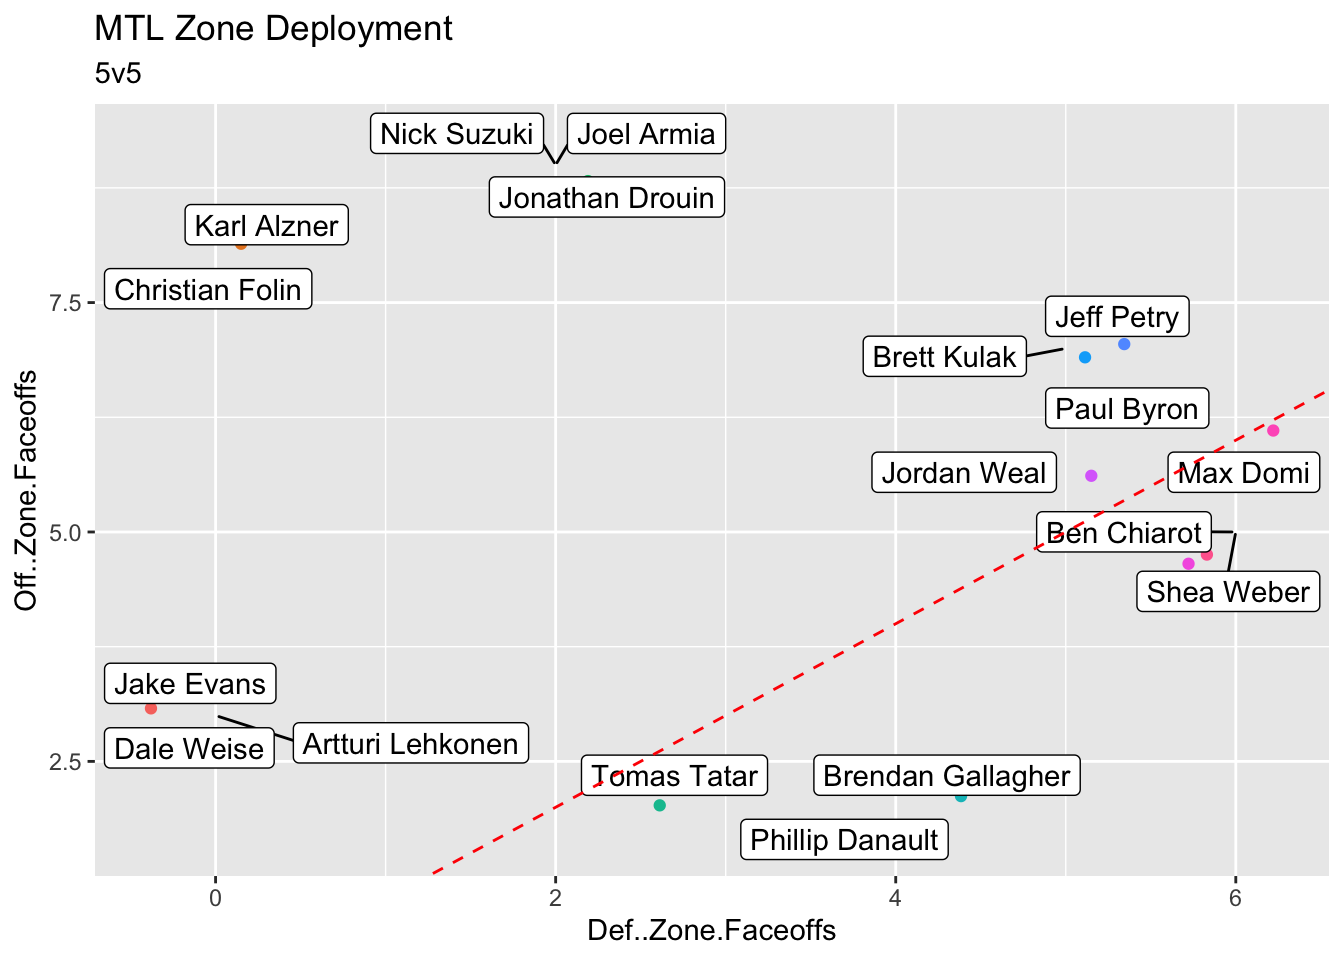 MTL Zone Deployment
5v5
Nick Suzuki
Joel Armia
Jonathan Drouin
Karl Alzner
Christian Folin
7.5
Jeff Petry
Brett Kulak
Paul Byron
Jordan Weal
Max Domi
5.0
Ben Chiarot
Shea Weber
Off..Zone.Faceoffs
Jake Evans
Dale Weise
Artturi Lehkonen
2.5
Tomas Tatar
Brendan Gallagher
Phillip Danault
0
2
4
6
Def..Zone.Faceoffs